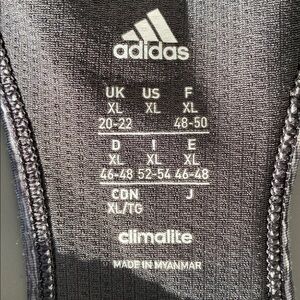 adidas
UK US F
XL XL XL
20-22 48-50
D I E
XL XL XL
46-48 52-54 46-48
CDN J
XL/TG
climalite
MADE IN MYANMAR